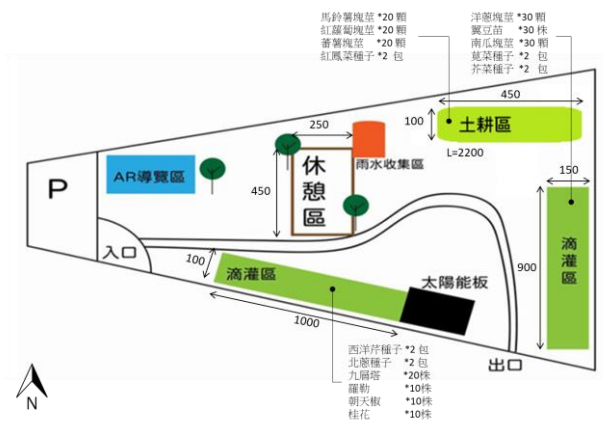 馬鈴薯塊莖 *20 顆
紅蘿蔔塊莖 *20 顆
蕃薯塊莖 *20 顆
紅鳳菜種子 *2 包
洋蔥塊莖 *30 顆
翼豆苗 *30 株
南瓜塊莖 *30 顆
莧菜種子 *2 包
芥菜種子 *2 包
450
100
土耕區
L=2200
250
雨水收集區
休憩區
450
150
P
AR導覽區
入口
滴灌區
900
100
滴灌區
太陽能板
1000
出口
N
西洋芹種子 *2 包
北蔥種子 *2 包
九層塔 *20株
羅勒 *10株
朝天椒 *10株
桂花 *10株